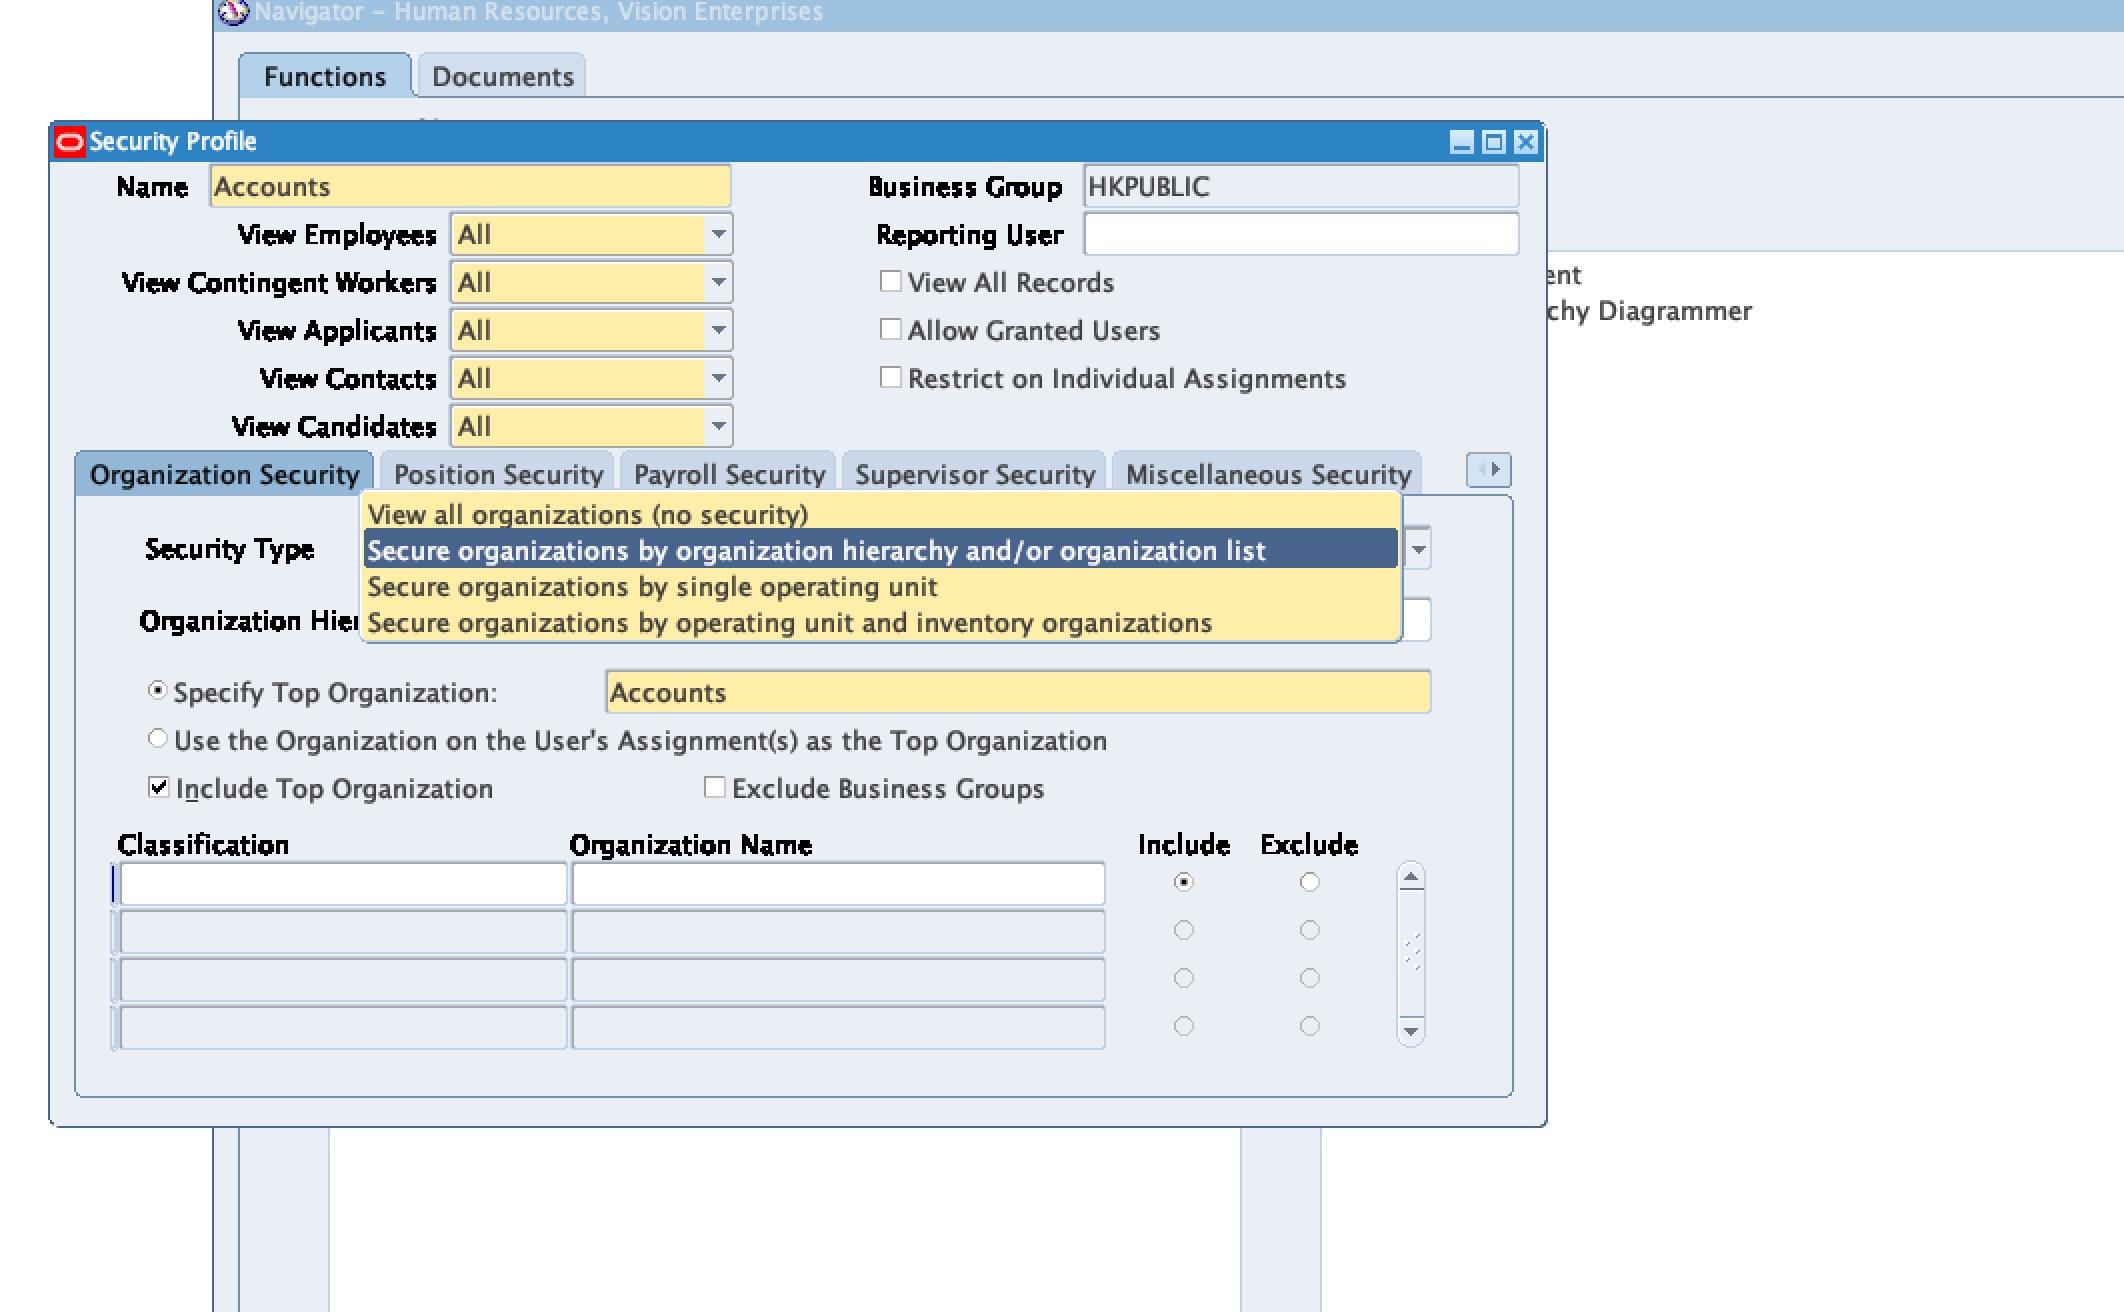 Navigator – Human Resources, Vision Enterprises
Functions Documents
Security Profile
Name Accounts Business Group HKPUBLIC
View Employees All Reporting User
View Contingent Workers All View All Records
ent
chy Diagrammer
View Applicants All Allow Granted Users
View Contacts All Restrict on Individual Assignments
View Candidates All
Organization Security Position Security Payroll Security Supervisor Security Miscellaneous Security
View all organizations (no security)
Security Type Secure organizations by organization hierarchy and/or organization list
Secure organizations by single operating unit
Organization Hier Secure organizations by operating unit and inventory organizations
Specify Top Organization: Accounts
Use the Organization on the User's Assignment(s) as the Top Organization
Include Top Organization Exclude Business Groups
Classification Organization Name Include Exclude